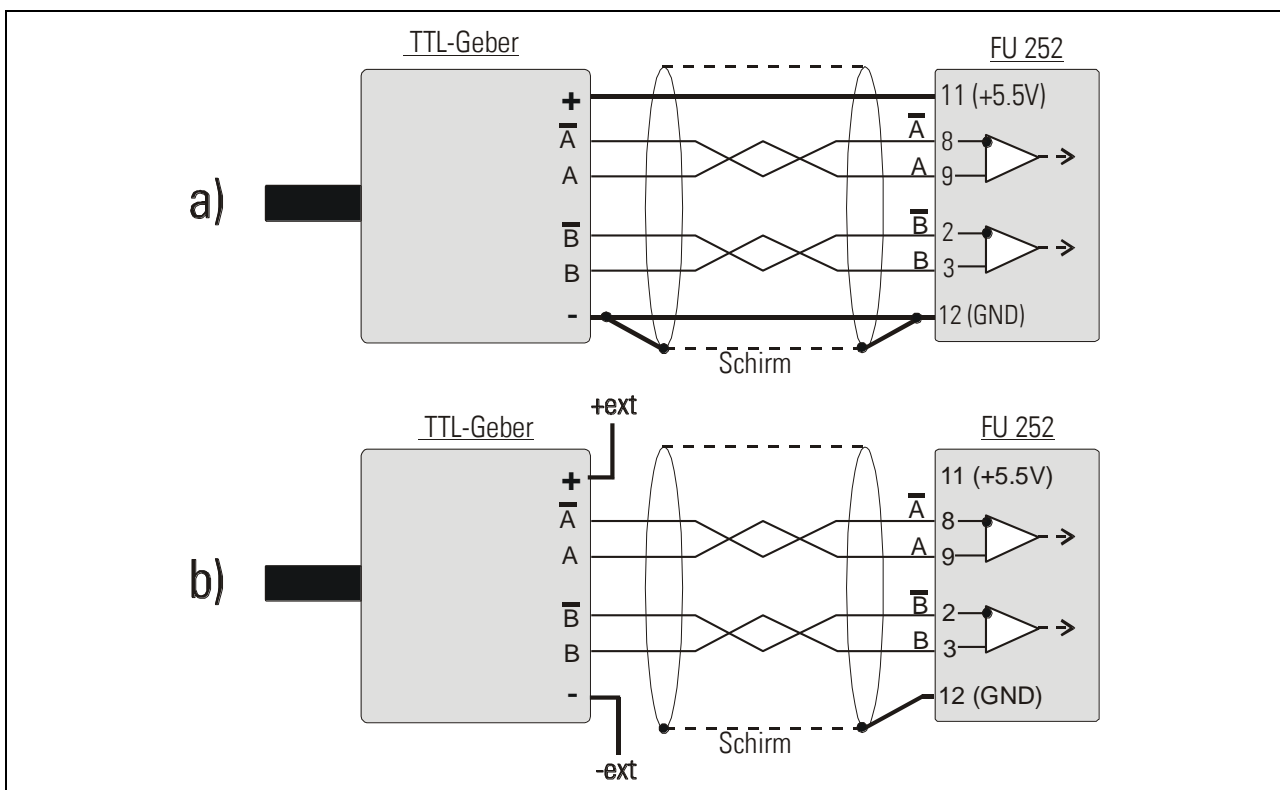 TTL-Geber
FU 252
a)
+
A̅
A
B̅
B
-
A̅
A
B̅
B
11 (+5.5V)
8
9
2
3
12 (GND)
Schirm
+ext
TTL-Geber
FU 252
b)
+
A̅
A
B̅
B
-
A̅
A
B̅
B
11 (+5.5V)
8
9
2
3
12 (GND)
Schirm
-ext